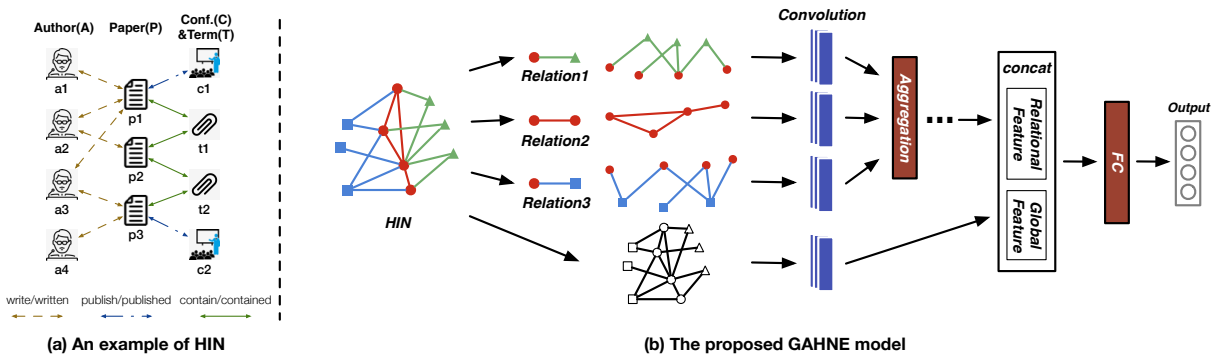 Author(A)
Paper(P)
Conf.(C)
&Term(T)
a1
a2
a3
a4
p1
p2
p3
c1
t1
t2
c2
write/written
publish/published
contain/contained
(a) An example of HIN
HIN
Relation1
Relation2
Relation3
Convolution
Aggregation
...
concat
Relational
Feature
Global
Feature
FC
Output
(b) The proposed GAHNE model